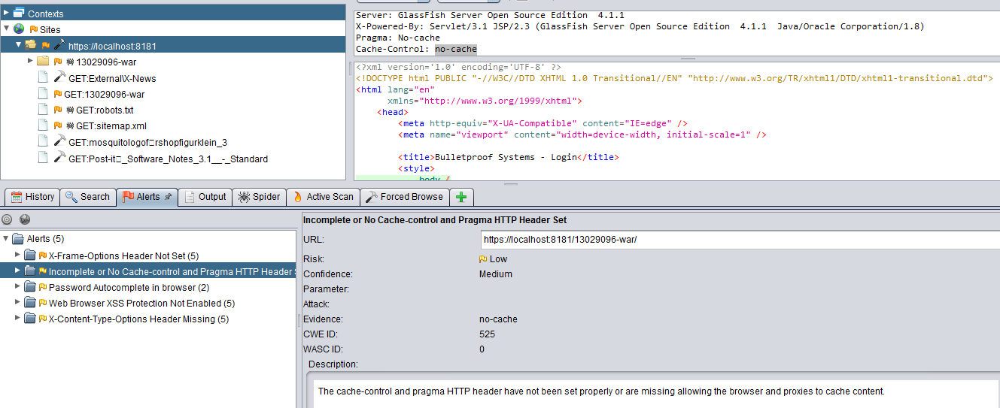 Contexts
Sites
https://localhost:8181
13029096-war
GET:External\X-News
GET:13029096-war
GET:robots.txt
GET:sitemap.xml
GET:mosquitologof□rshopfigurklein_3
GET:Post-it□_Software_Notes_3.1__-_Standard
Server: GlassFish Server Open Source Edition  4.1.1
X-Powered-By: Servlet/3.1 JSP/2.3 (GlassFish Server Open Source Edition  4.1.1  Java/Oracle Corporation/1.8)
Pragma: No-cache
Cache-Control: no-cache
<?xml version='1.0' encoding='UTF-8' ?>
<!DOCTYPE html PUBLIC "-//W3C//DTD XHTML 1.0 Transitional//EN" "http://www.w3.org/TR/xhtml1/DTD/xhtml1-transitional.dtd">
<html lang="en"
xmlns="http://www.w3.org/1999/xhtml">
<head>
<meta http-equiv="X-UA-Compatible" content="IE=edge" />
<meta name="viewport" content="width=device-width, initial-scale=1" />
<title>Bulletproof Systems - Login</title>
<style>
body {
History
Search
Alerts
Output
Spider
Active Scan
Forced Browse
Alerts (5)
X-Frame-Options Header Not Set (5)
Incomplete or No Cache-control and Pragma HTTP Header
Password Autocomplete in browser (2)
Web Browser XSS Protection Not Enabled (5)
X-Content-Type-Options Header Missing (5)
Incomplete or No Cache-control and Pragma HTTP Header Set
URL: https://localhost:8181/13029096-war/
Risk: Low
Confidence: Medium
Parameter:
Attack:
Evidence: no-cache
CWE ID: 525
WASC ID: 0
Description:
The cache-control and pragma HTTP header have not been set properly or are missing allowing the browser and proxies to cache content.